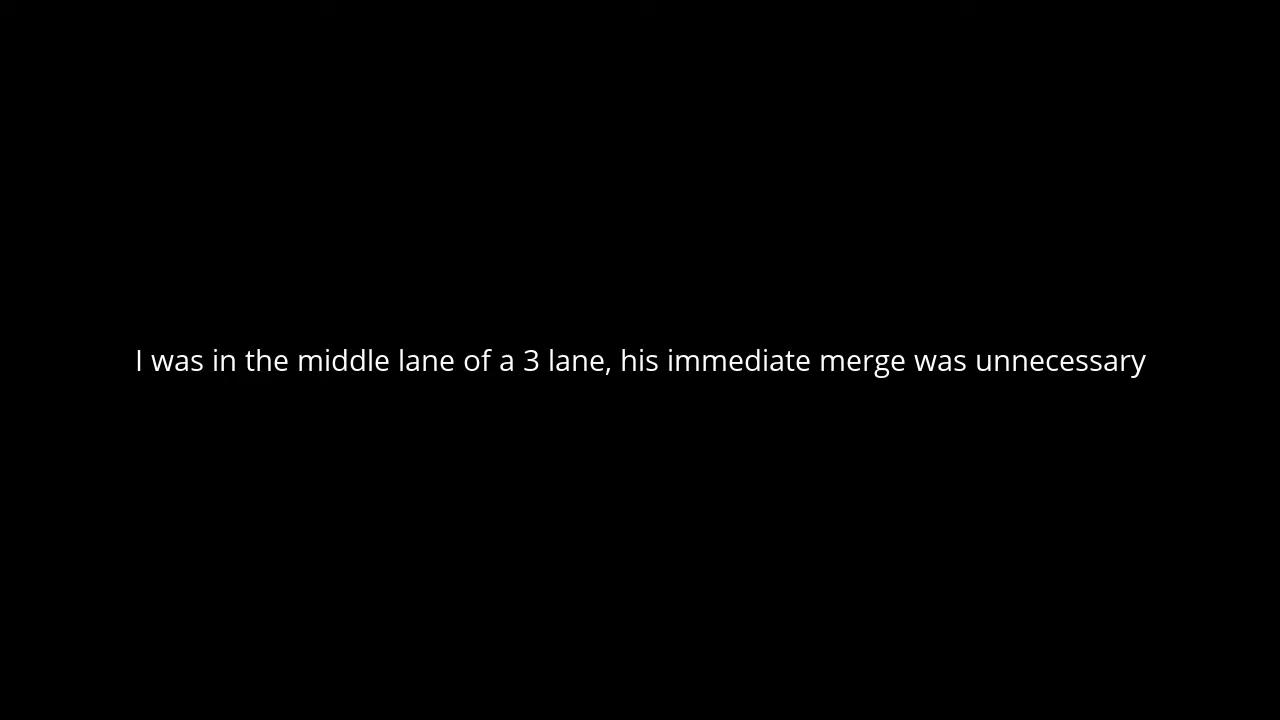 I was in the middle lane of a 3 lane, his immediate merge was unnecessary